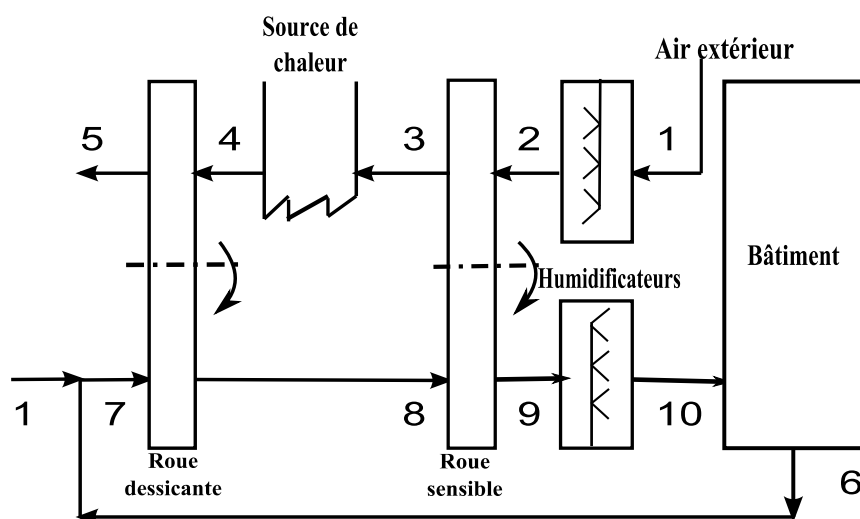 Source de
chaleur
Air extérieur
5
4
3
2
1
Bâtiment
Humidificateurs
1
7
8
9
10
Roue
dessicante
Roue
sensible
6